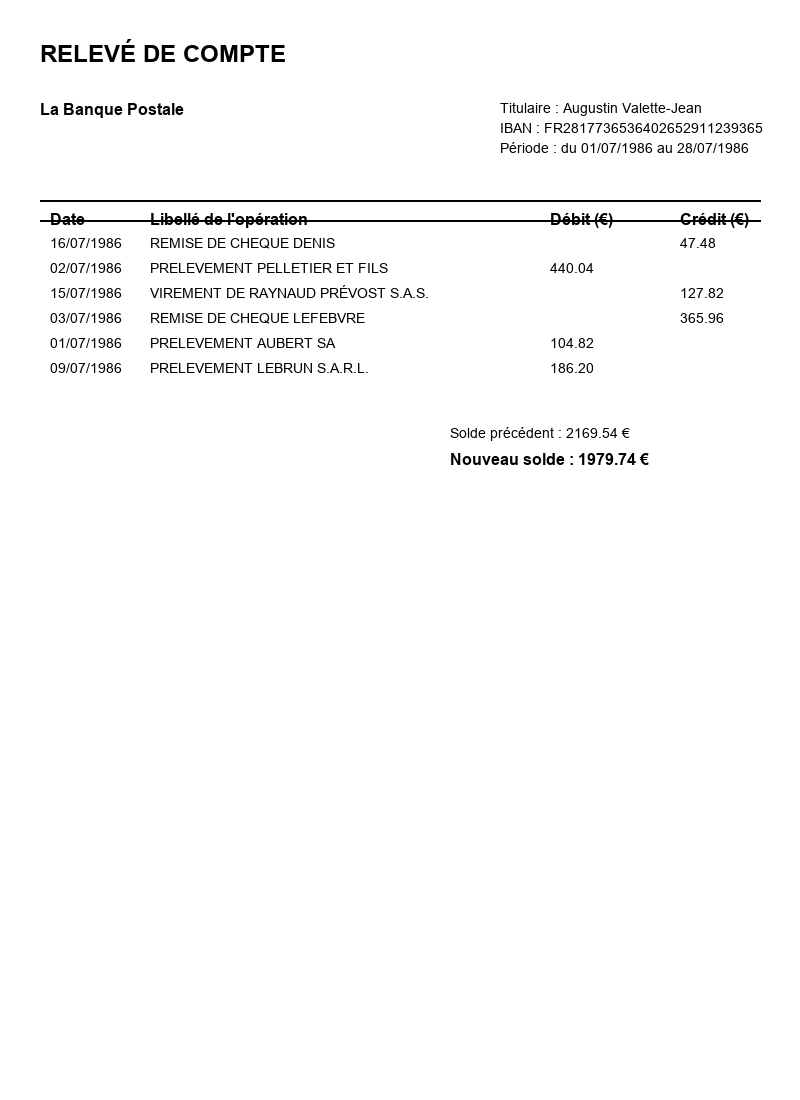 RELEVÉ DE COMPTE
La Banque Postale
Titulaire : Augustin Valette-Jean
IBAN : FR2817736536402652911239365
Période : du 01/07/1986 au 28/07/1986
Date Libellé de l'opération Débit (€) Crédit (€)
16/07/1986 REMISE DE CHEQUE DENIS 47.48
02/07/1986 PRELEVEMENT PELLETIER ET FILS 440.04
15/07/1986 VIREMENT DE RAYNAUD PRÉVOST S.A.S. 127.82
03/07/1986 REMISE DE CHEQUE LEFEBVRE 365.96
01/07/1986 PRELEVEMENT AUBERT SA 104.82
09/07/1986 PRELEVEMENT LEBRUN S.A.R.L. 186.20
Solde précédent : 2169.54 €
Nouveau solde : 1979.74 €